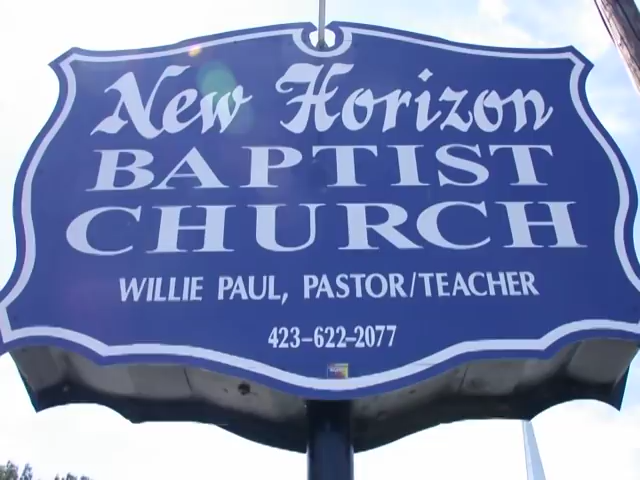 New Horizon
BAPTIST
CHURCH
WILLIE PAUL, PASTOR/TEACHER
423-622-2077